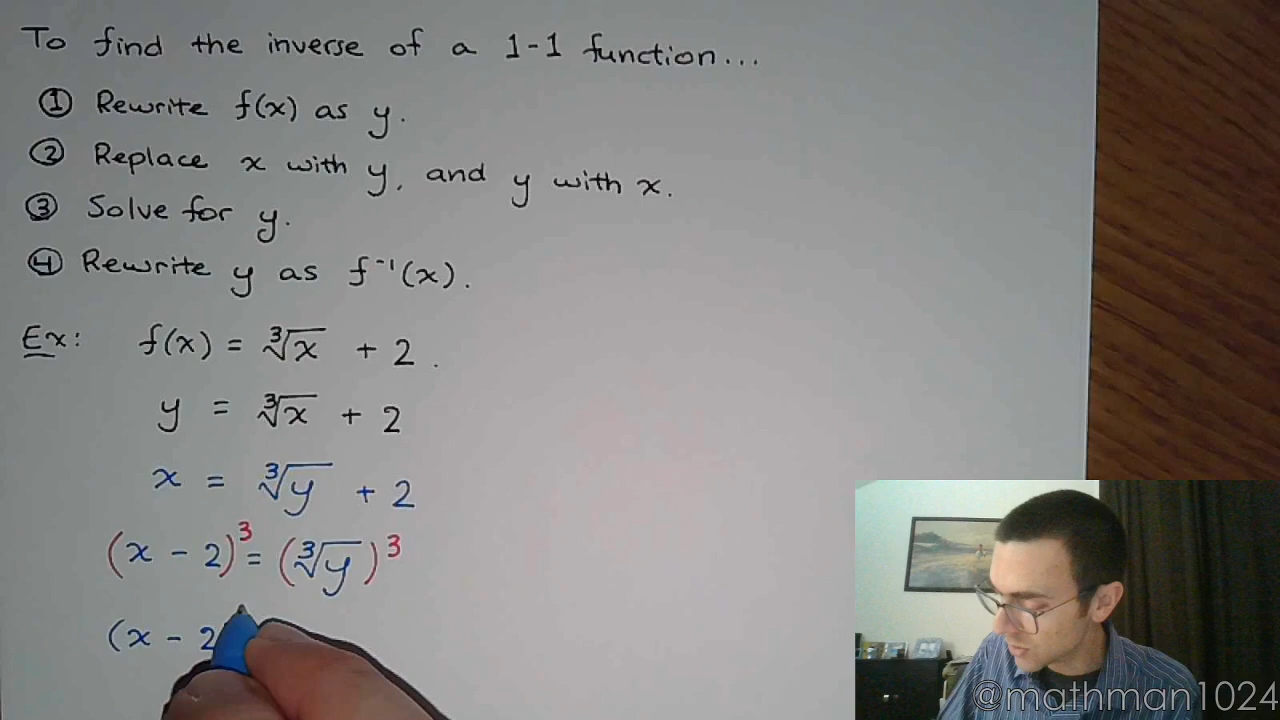 To find the inverse of a 1-1 function...
① Rewrite f(x) as y.
② Replace x with y, and y with x.
③ Solve for y.
④ Rewrite y as f⁻¹(x).
Ex: f(x) = ∛x + 2.
y = ∛x + 2
x = ∛y + 2
(x - 2)³ = (∛y)³
(x - 2
@mathman1024